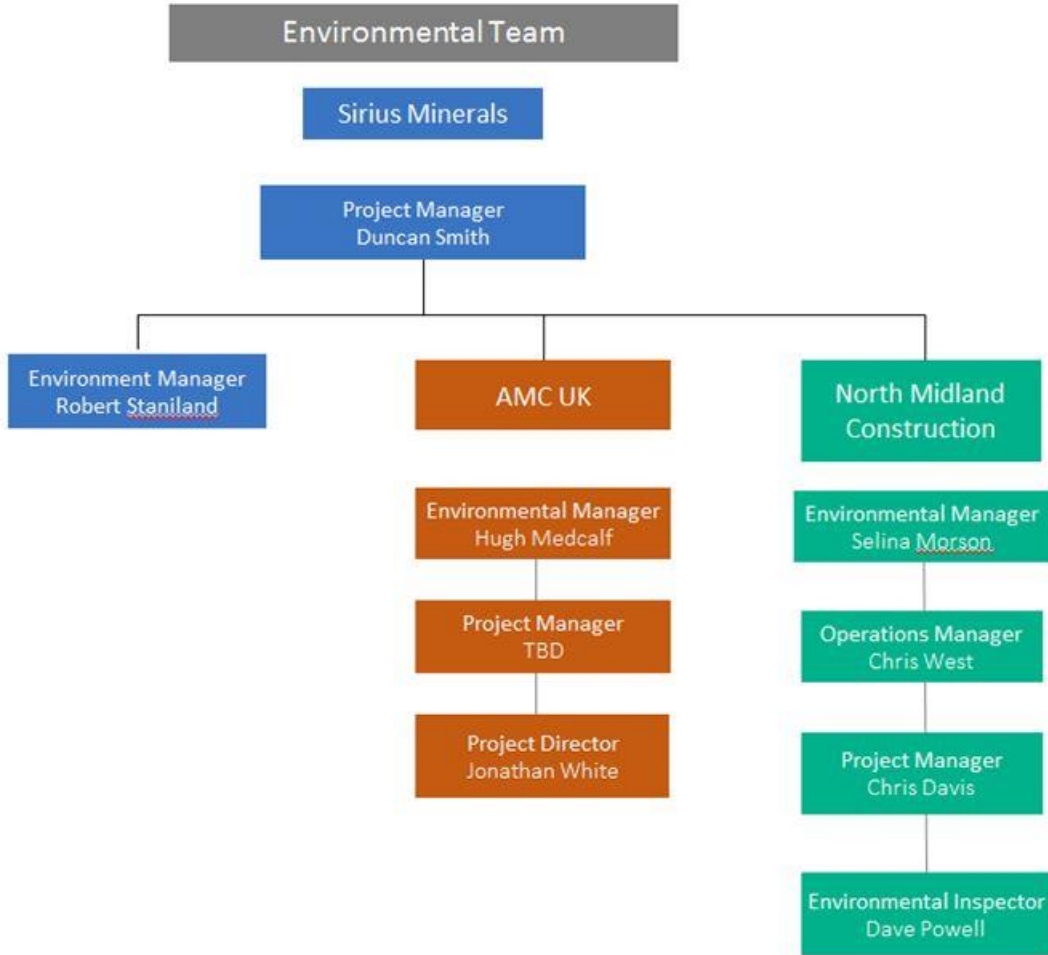 Environmental Team
Sirius Minerals
Project Manager
Duncan Smith
Environment Manager
Robert Staniland
AMC UK
Environmental Manager
Hugh Medcalf
Project Manager
TBD
Project Director
Jonathan White
North Midland
Construction
Environmental Manager
Selina Morson
Operations Manager
Chris West
Project Manager
Chris Davis
Environmental Inspector
Dave Powell